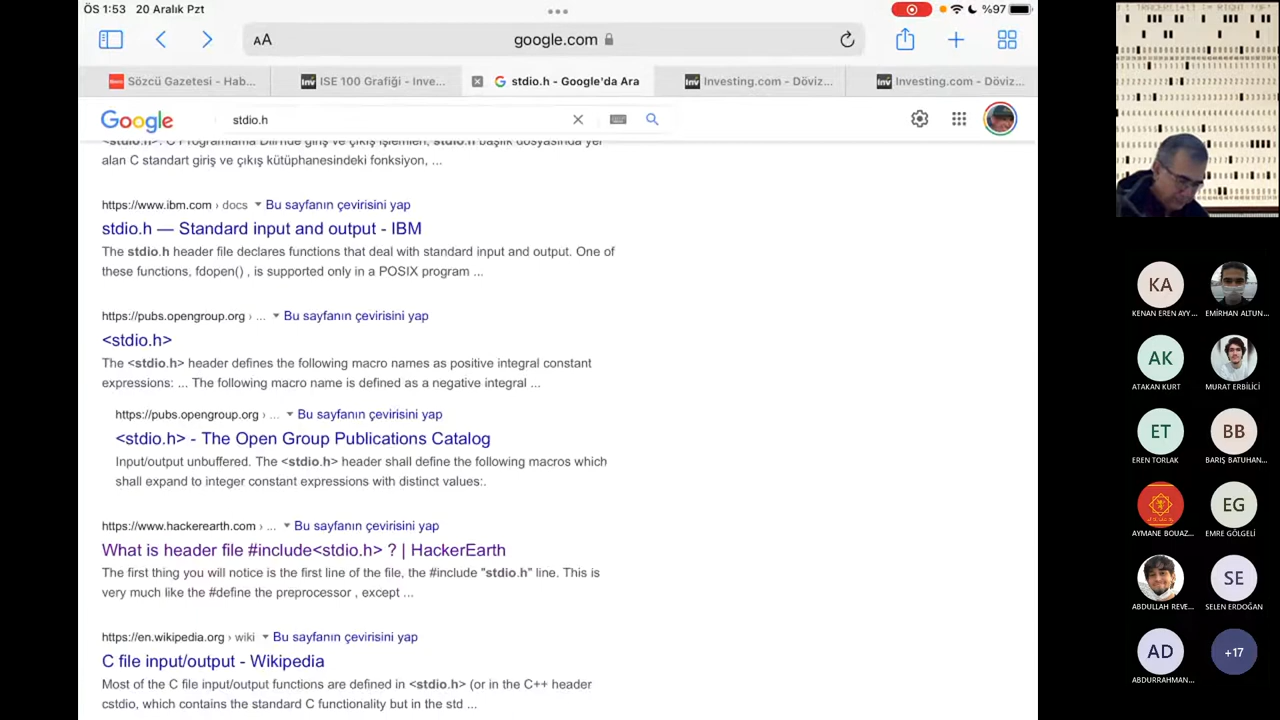 ÖS 1:53 20 Aralık Pzt
%97
AA
google.com
Sözcü Gazetesi - Hab...
ISE 100 Grafiği - Inve...
stdio.h - Google'da Ara
Investing.com - Döviz...
Investing.com - Döviz...
Google
stdio.h
<stdio.h>. C Programlama Dili'nde giriş ve çıkış işlemleri, stdio.h başlık dosyasında yer
alan C standart giriş ve çıkış kütüphanesindeki fonksiyon, ...
https://www.ibm.com › docs Bu sayfanın çevirisini yap
stdio.h — Standard input and output - IBM
The stdio.h header file declares functions that deal with standard input and output. One of
these functions, fdopen() , is supported only in a POSIX program ...
https://pubs.opengroup.org › ... Bu sayfanın çevirisini yap
<stdio.h>
The <stdio.h> header defines the following macro names as positive integral constant
expressions: ... The following macro name is defined as a negative integral ...
https://pubs.opengroup.org › ... Bu sayfanın çevirisini yap
<stdio.h> - The Open Group Publications Catalog
Input/output unbuffered. The <stdio.h> header shall define the following macros which
shall expand to integer constant expressions with distinct values:.
https://www.hackerearth.com › ... Bu sayfanın çevirisini yap
What is header file #include<stdio.h> ? | HackerEarth
The first thing you will notice is the first line of the file, the #include "stdio.h" line. This is
very much like the #define the preprocessor , except ...
https://en.wikipedia.org › wiki Bu sayfanın çevirisini yap
C file input/output - Wikipedia
Most of the C file input/output functions are defined in <stdio.h> (or in the C++ header
cstdio, which contains the standard C functionality but in the std ...
KA
KENAN EREN AYY...
EMİRHAN ALTUN...
AK
ATAKAN KURT
MURAT ERBİLİCİ
ET
EREN TORLAK
BB
BARIŞ BATUHAN...
AYMANE BOUAZ...
EG
EMRE GÖLGELİ
ABDULLAH REVE...
SE
SELEN ERDOĞAN
AD
ABDURRAHMAN...
+17